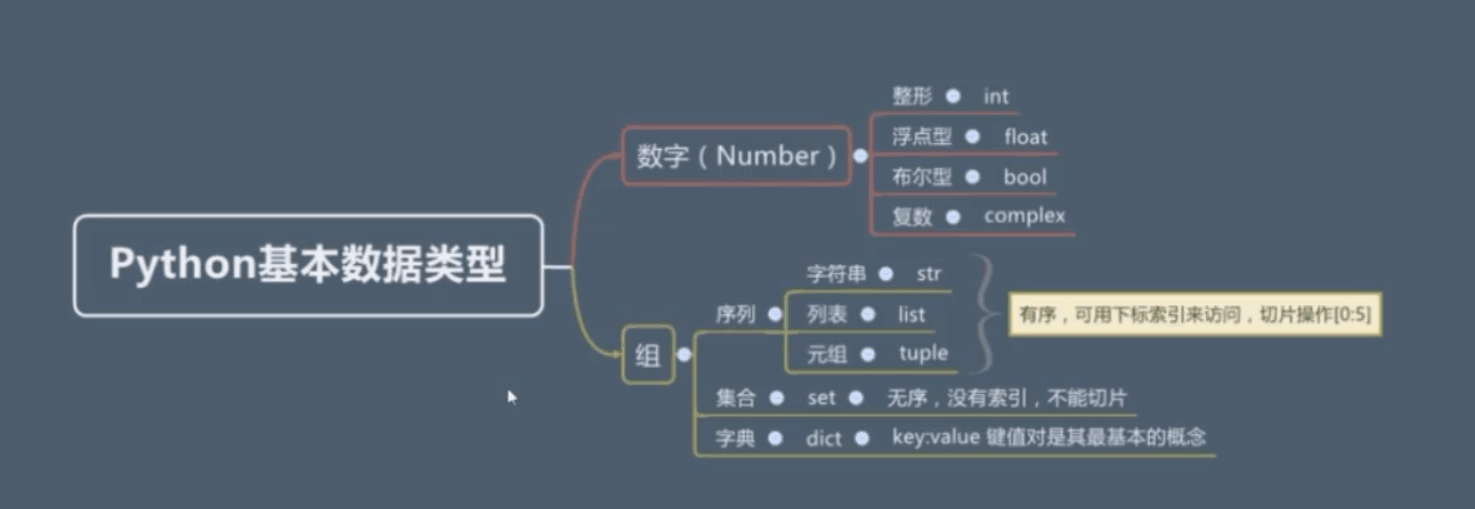 Python基本数据类型
数字（Number）
整形 int
浮点型 float
布尔型 bool
复数 complex
组
序列
字符串 str
列表 list
元组 tuple
有序，可用下标索引来访问，切片操作[0:5]
集合 set 无序，没有索引，不能切片
字典 dict key:value 键值对是其最基本的概念